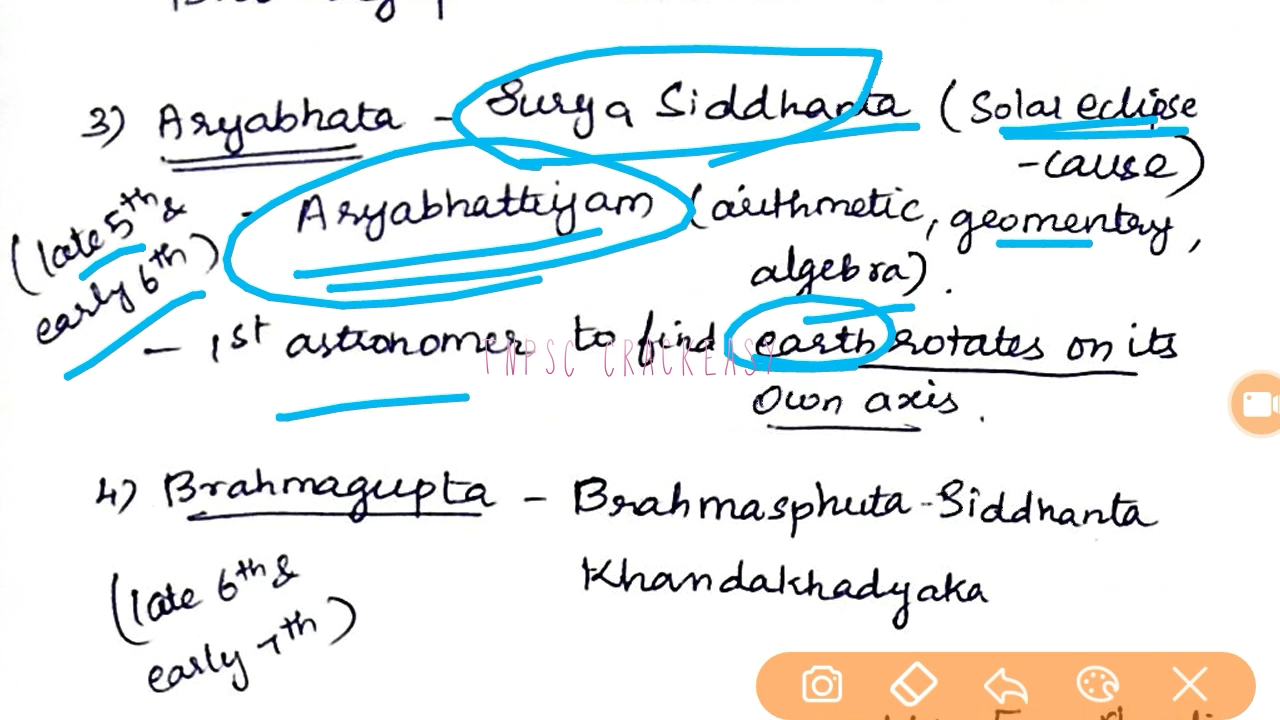 3) Aryabhata - Surya Siddhanta (Solar eclipse
-cause)
(late 5th &
early 6th)
- Aryabhattiyam (arithmetic, geomentry,
algebra).
- 1st astronomer to find earth rotates on its
own axis.
TNPSC CRACKEASY
4) Brahmagupta - Brahmasphuta-Siddhanta
(late 6th &
early 7th)
Khandakhadyaka